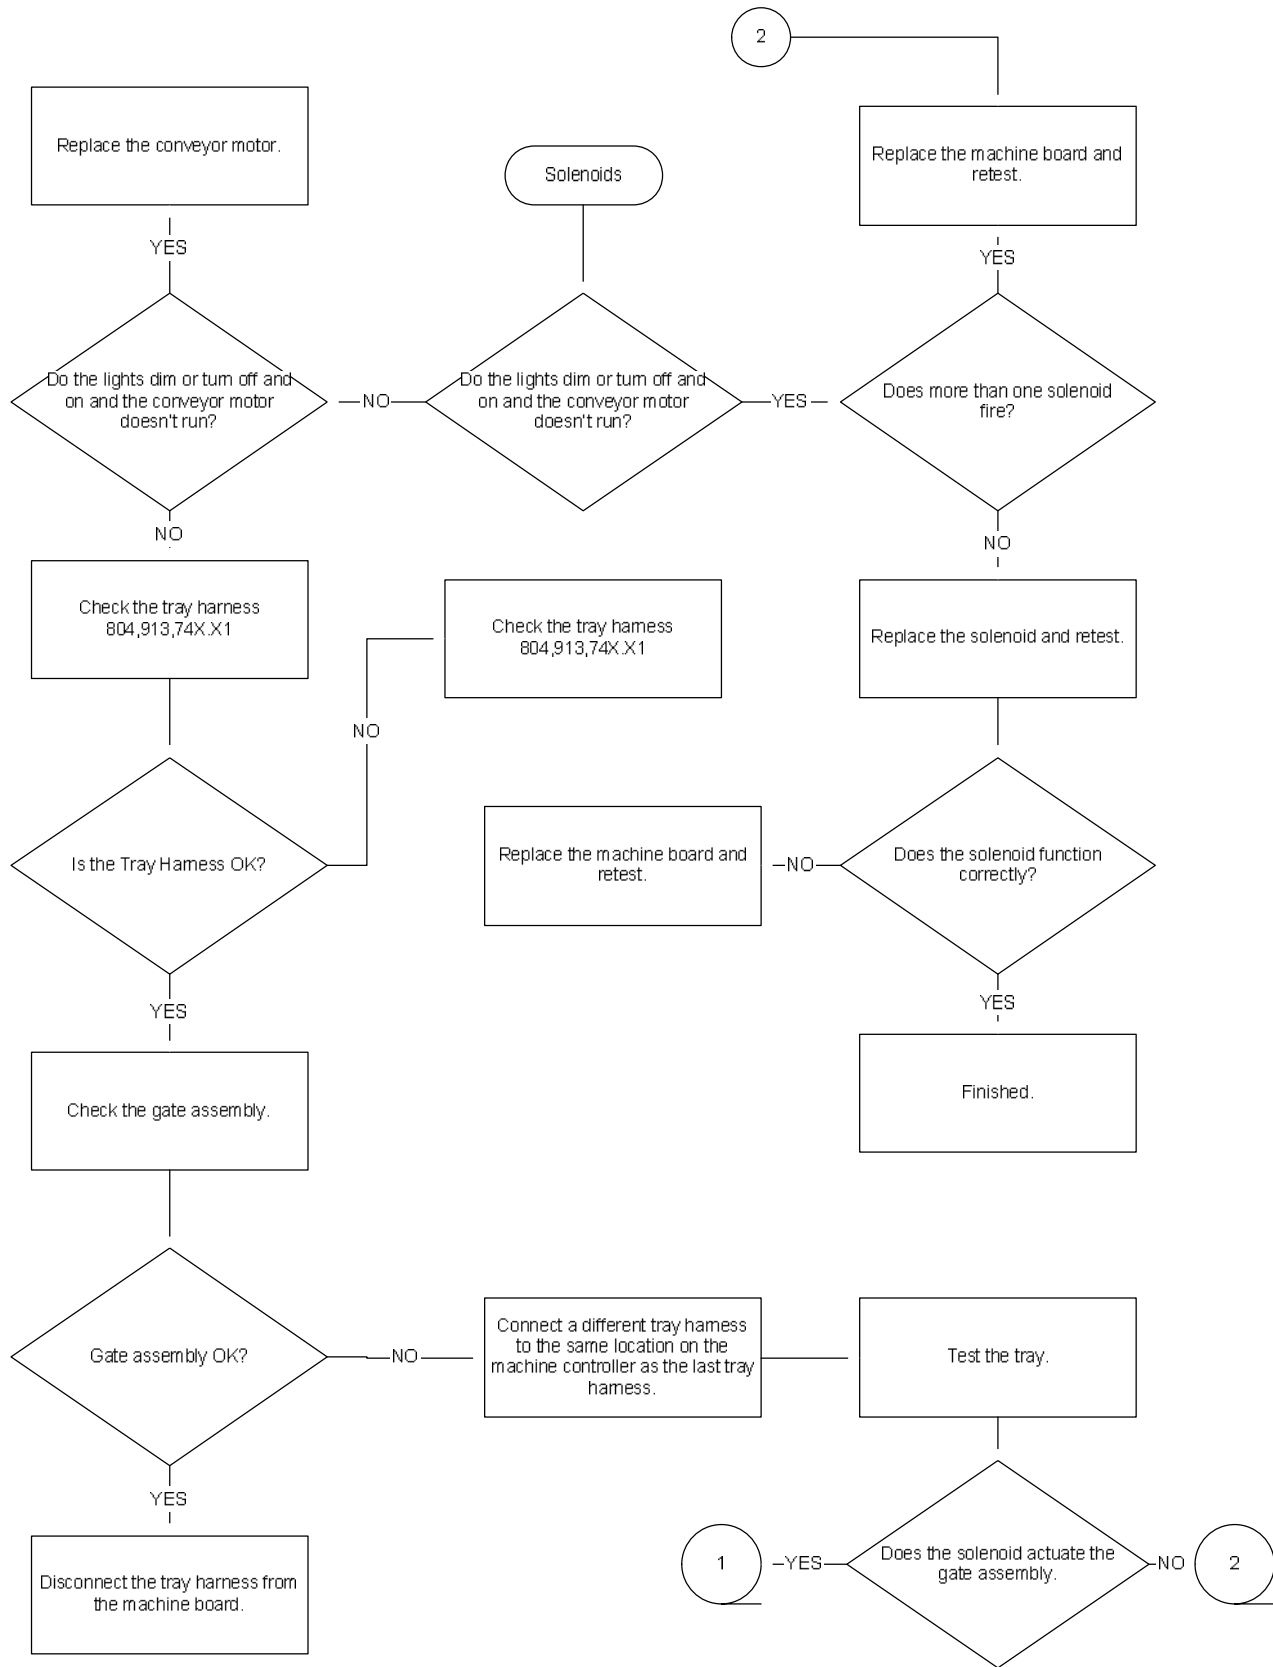 2
Replace the conveyor motor.
Solenoids
Replace the machine board and
retest.
YES
YES
Do the lights dim or turn off and
on and the conveyor motor
doesn't run?
NO
Do the lights dim or turn off and
on and the conveyor motor
doesn't run?
YES
Does more than one solenoid
fire?
NO
NO
Check the tray harness
804,913,74X.X1
Check the tray harness
804,913,74X.X1
Replace the solenoid and retest.
NO
Is the Tray Harness OK?
Replace the machine board and
retest.
NO
Does the solenoid function
correctly?
YES
YES
Check the gate assembly.
Finished.
Gate assembly OK?
NO
Connect a different tray harness
to the same location on the
machine controller as the last tray
harness.
Test the tray.
YES
Disconnect the tray harness from
the machine board.
1
YES
Does the solenoid actuate the
gate assembly.
NO
2